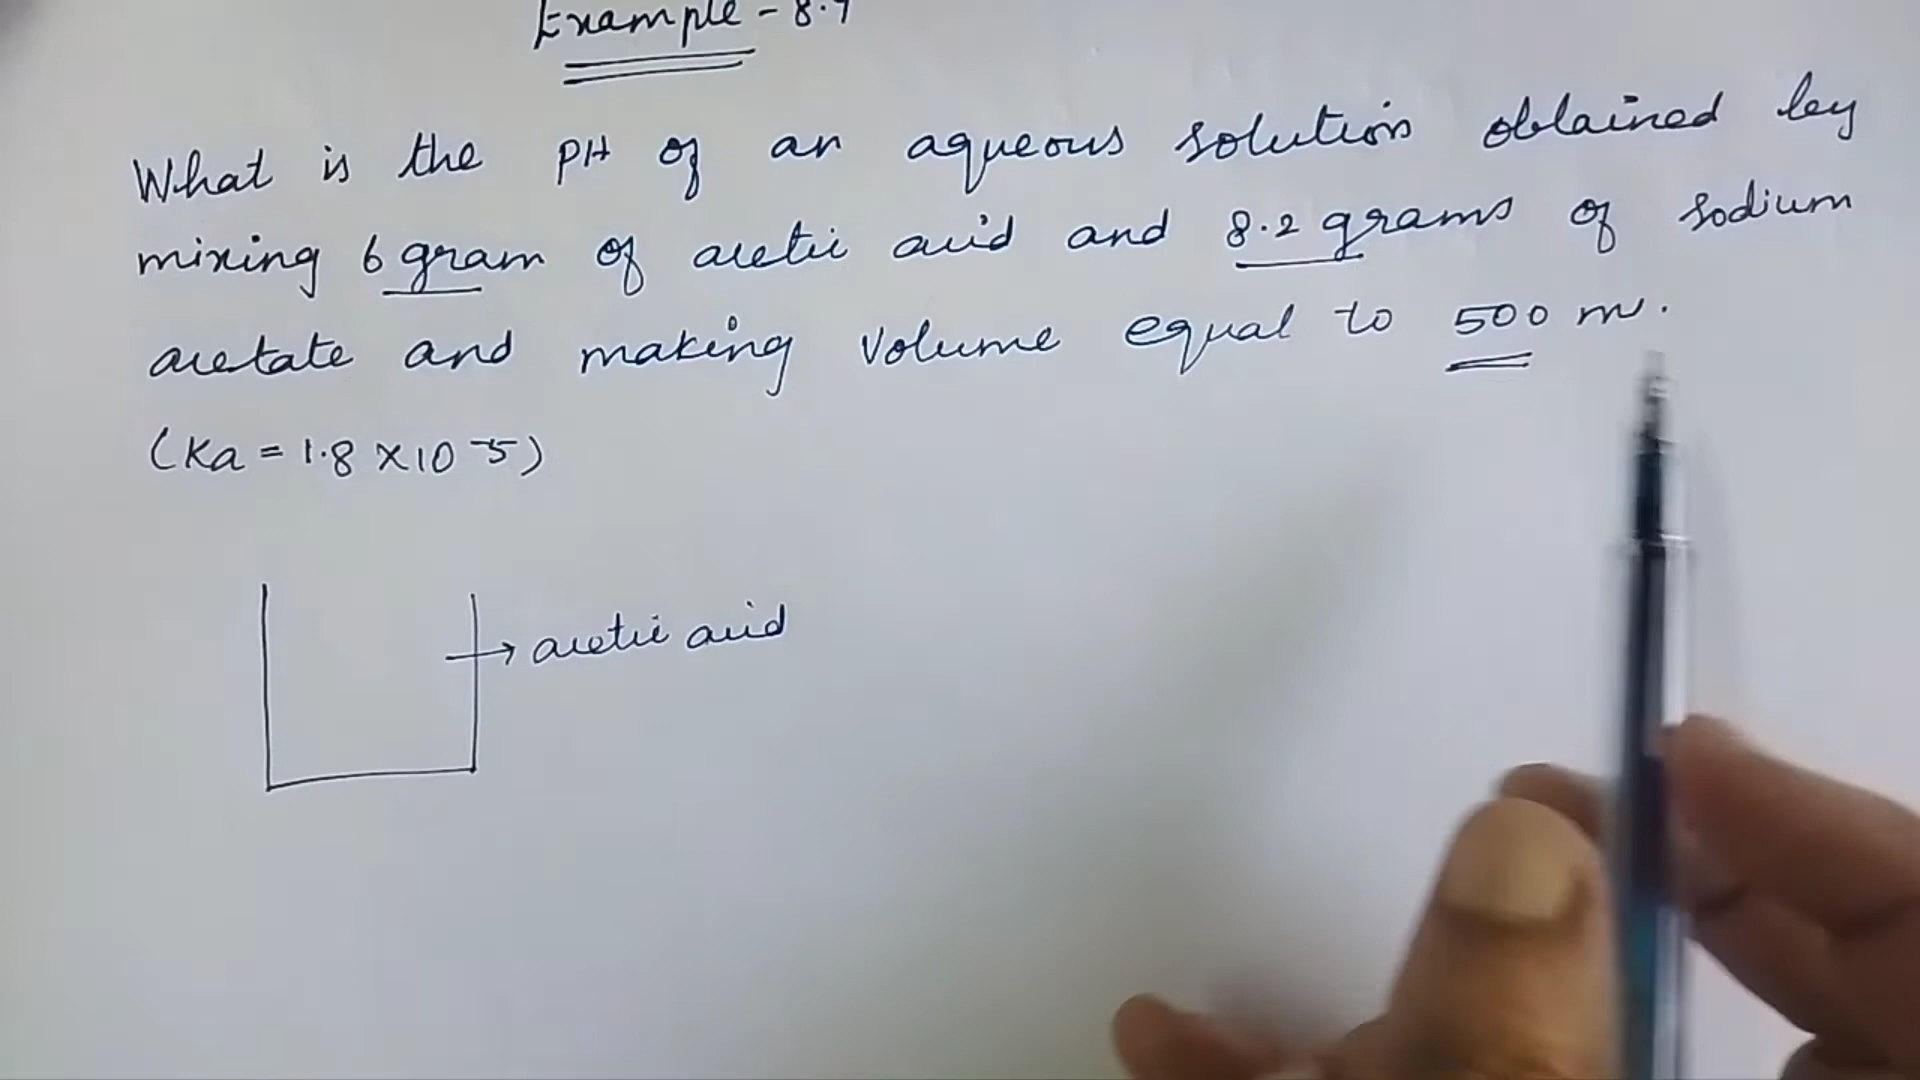 Example - 8.9
What is the PH of an aqueous solution obtained by
mixing 6 gram of acetic acid and 8.2 grams of sodium
acetate and making volume equal to 500 ml.
(Ka = 1.8 X10 -5)
→ acetic acid